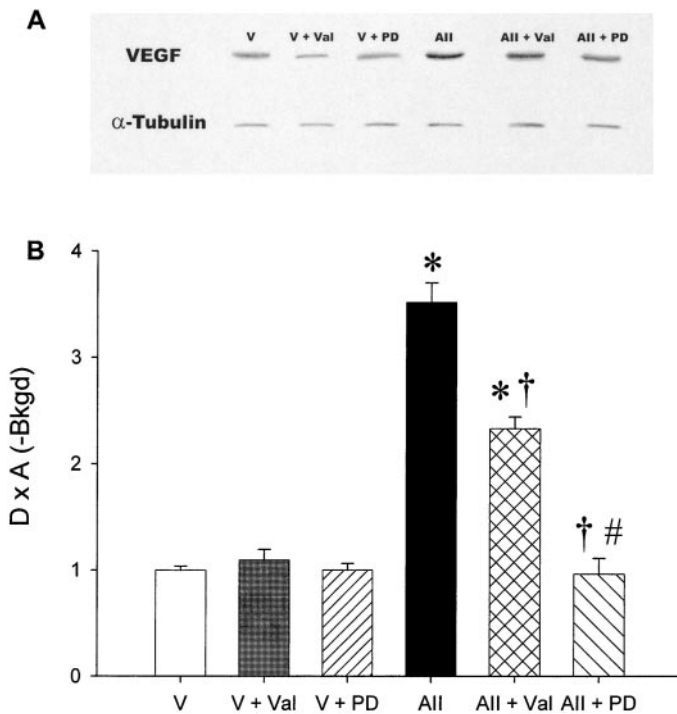 A
V V + Val V + PD AII AII + Val AII + PD
VEGF
α-Tubulin
B
4
3
2
1
0
D x A (-Bkgd)
*
* †
† #
V V + Val V + PD AII AII + Val AII + PD